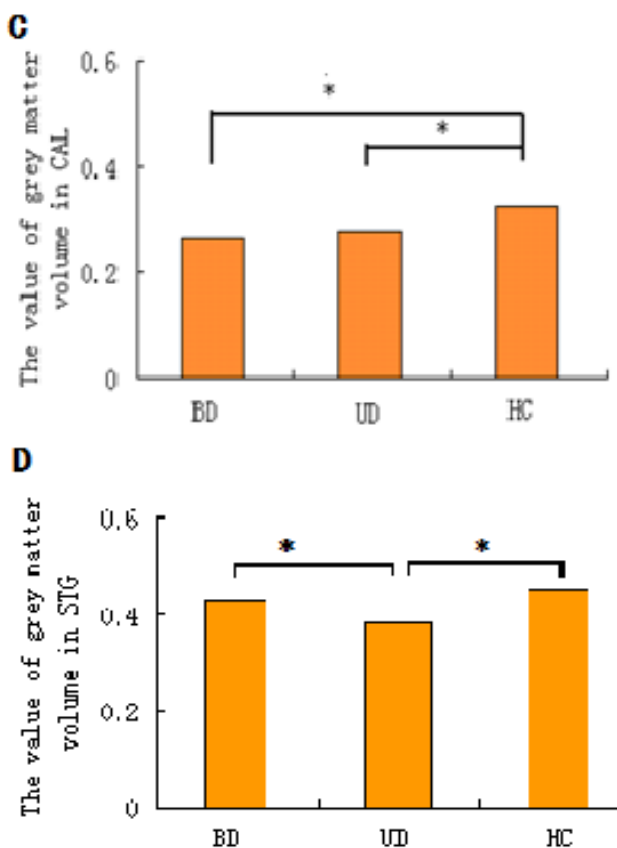 C
The value of grey matter
volume in CAL
0.6
0.4
0.2
0
*
*
BD
UD
HC
D
The value of grey natter
volume in STG
0.6
0.4
0.2
0
*
*
BD
UD
HC